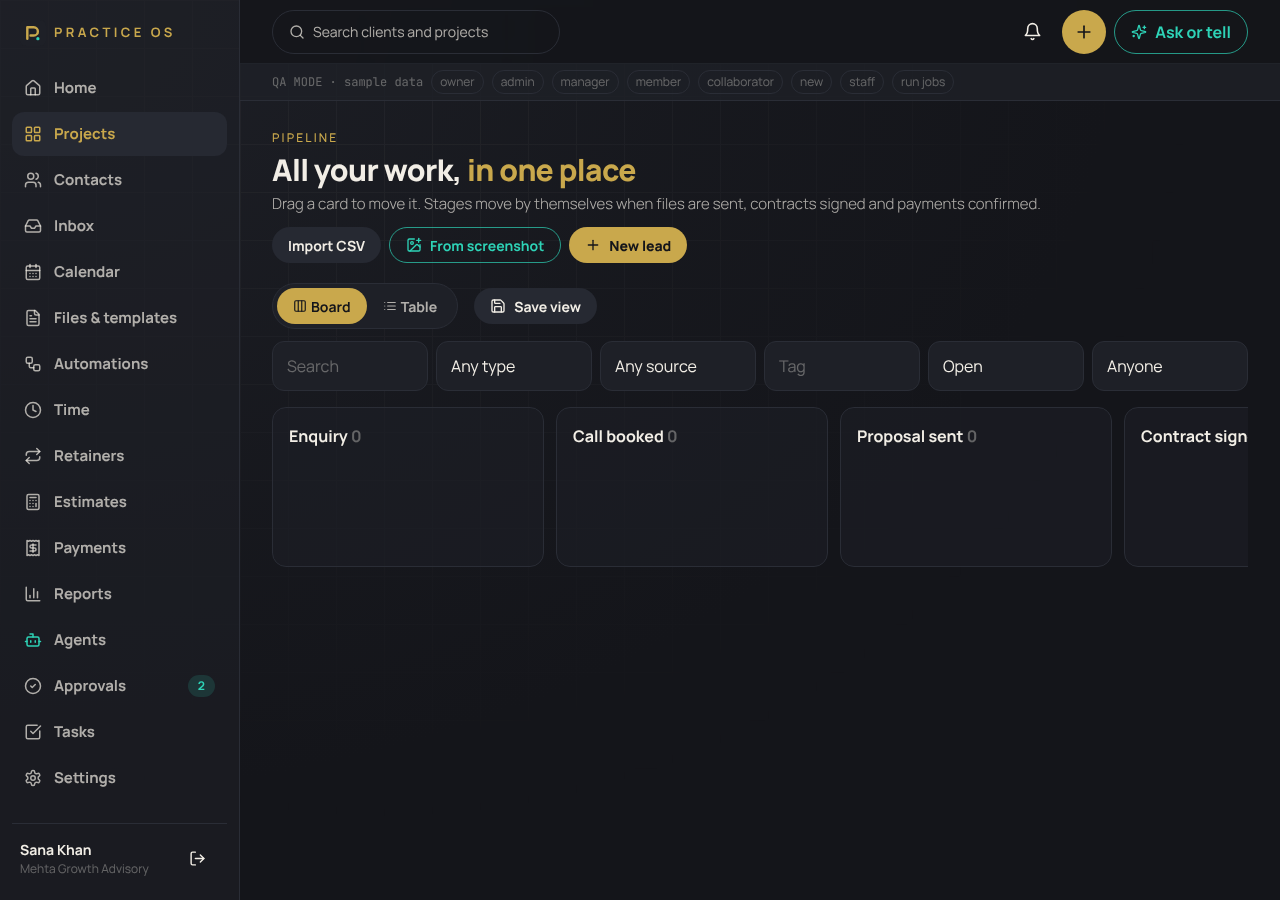 PRACTICE OS
Home
Projects
Contacts
Inbox
Calendar
Files & templates
Automations
Time
Retainers
Estimates
Payments
Reports
Agents
Approvals 2
Tasks
Settings
Sana Khan
Mehta Growth Advisory
Search clients and projects
Ask or tell
QA MODE · sample data owner admin manager member collaborator new staff run jobs
PIPELINE
All your work, in one place
Drag a card to move it. Stages move by themselves when files are sent, contracts signed and payments confirmed.
Import CSV From screenshot New lead
Board Table Save view
Search Any type Any source Tag Open Anyone
Enquiry 0 Call booked 0 Proposal sent 0 Contract sign